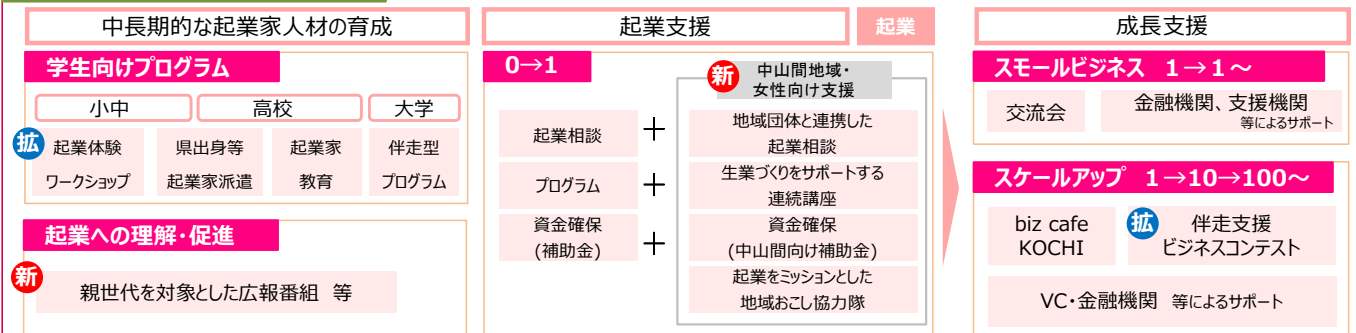 中長期的な起業家人材の育成
学生向けプログラム
小中
高校
大学
拡
起業体験
ワークショップ
県出身等
起業家派遣
起業家
教育
伴走型
プログラム
起業への理解・促進
新
親世代を対象とした広報番組 等
起業支援
起業
0→1
新
中山間地域・
女性向け支援
起業相談
+
地域団体と連携した
起業相談
プログラム
+
生業づくりをサポートする
連続講座
資金確保
(補助金)
+
資金確保
(中山間向け補助金)
起業をミッションとした
地域おこし協力隊
成長支援
スモールビジネス 1→1~
交流会
金融機関、支援機関
等によるサポート
スケールアップ 1→10→100~
biz cafe
KOCHI
拡
伴走支援
ビジネスコンテスト
VC・金融機関 等によるサポート